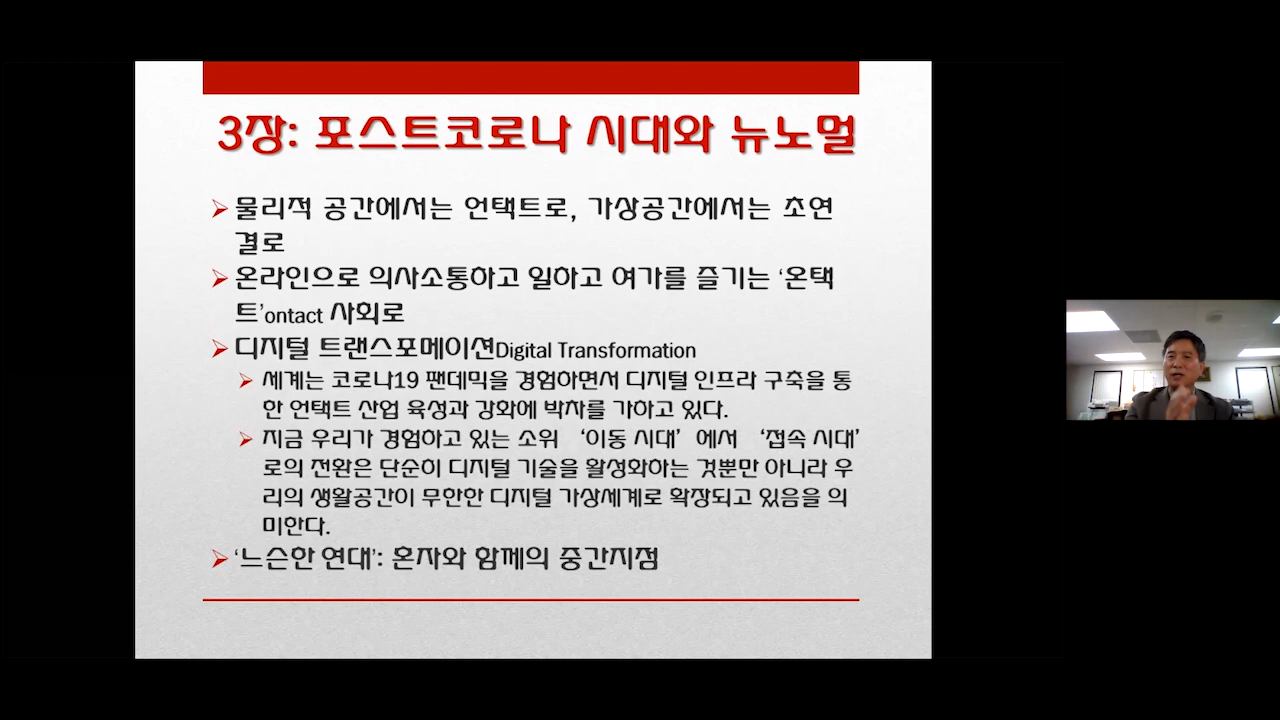 3장: 포스트코로나 시대와 뉴노멀
물리적 공간에서는 언택트로, 가상공간에서는 초연
결로
온라인으로 의사소통하고 일하고 여가를 즐기는 ‘온택
트’ontact 사회로
디지털 트랜스포메이션Digital Transformation
세계는 코로나19 팬데믹을 경험하면서 디지털 인프라 구축을 통
한 언택트 산업 육성과 강화에 박차를 가하고 있다.
지금 우리가 경험하고 있는 소위 ‘이동 시대’에서 ‘접속 시대’
로의 전환은 단순히 디지털 기술을 활성화하는 것뿐만 아니라 우
리의 생활공간이 무한한 디지털 가상세계로 확장되고 있음을 의
미한다.
‘느슨한 연대’: 혼자와 함께의 중간지점